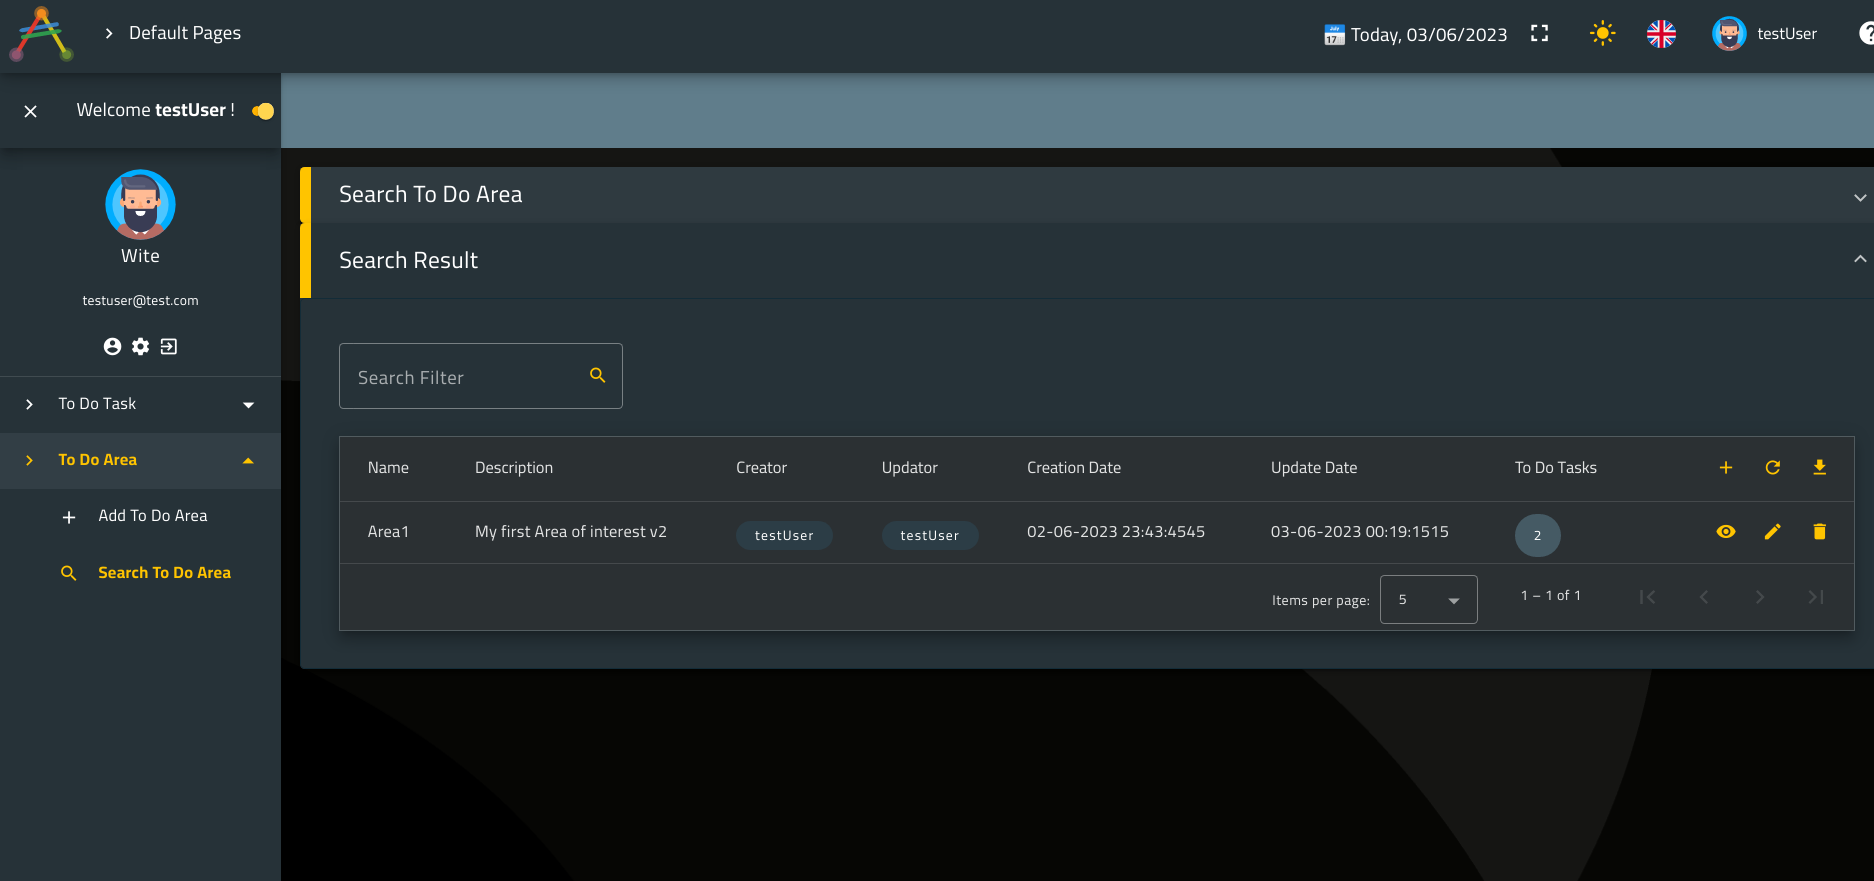 Default Pages
Today, 03/06/2023
testUser
Welcome testUser !
Wite
testuser@test.com
To Do Task
To Do Area
Add To Do Area
Search To Do Area
Search To Do Area
Search Result
Search Filter
Name Description Creator Updator Creation Date Update Date To Do Tasks
Area1 My first Area of interest v2 testUser testUser 02-06-2023 23:43:4545 03-06-2023 00:19:1515 2
Items per page: 5 1 – 1 of 1